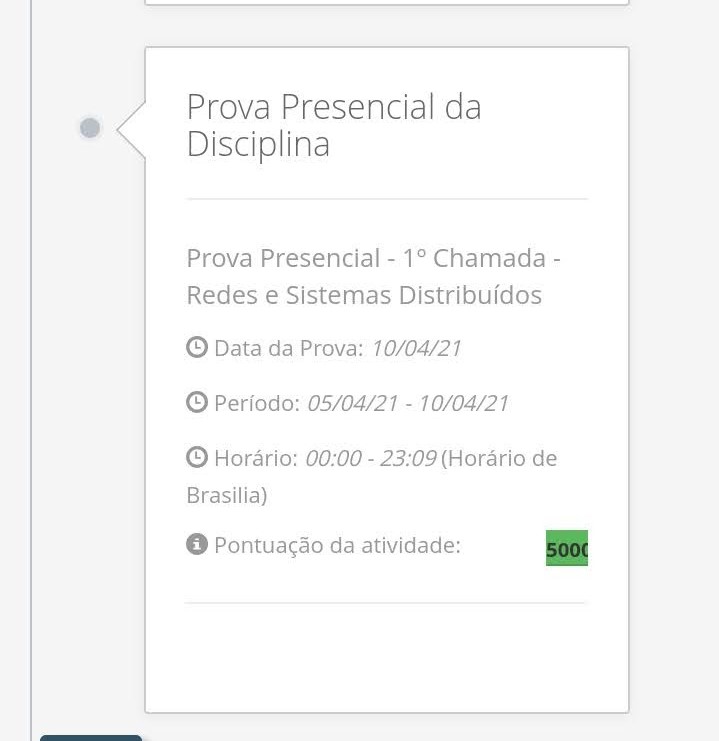 Prova Presencial da
Disciplina
Prova Presencial - 1º Chamada -
Redes e Sistemas Distribuídos
Data da Prova: 10/04/21
Período: 05/04/21 - 10/04/21
Horário: 00:00 - 23:09 (Horário de
Brasilia)
Pontuação da atividade: 5000